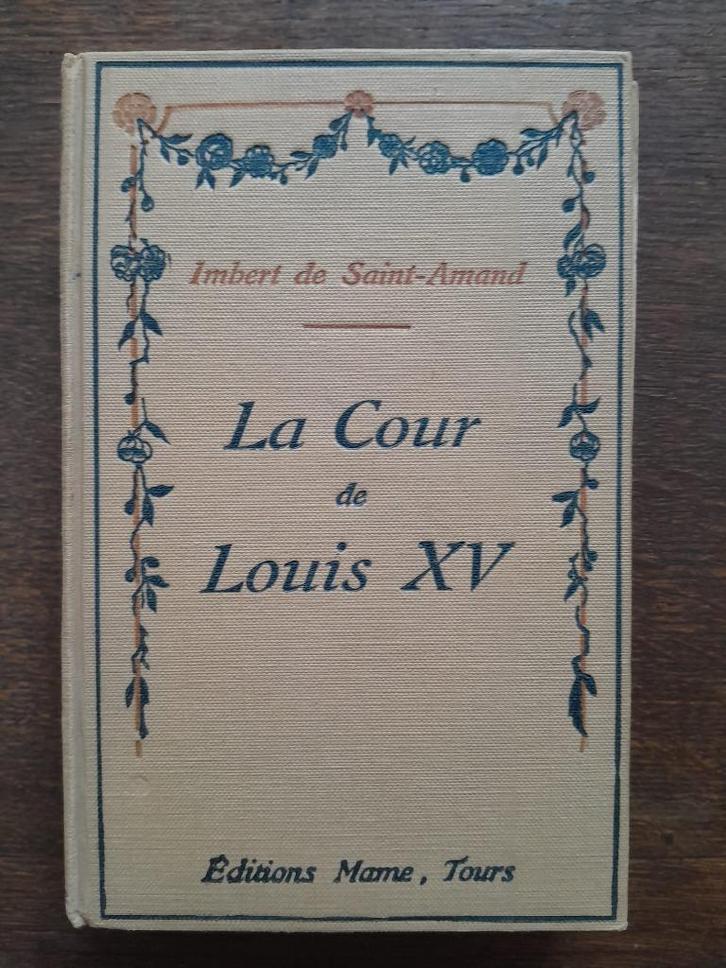 Imbert de Saint-Amand
La Cour
de
Louis XV
Éditions Mame, Tours